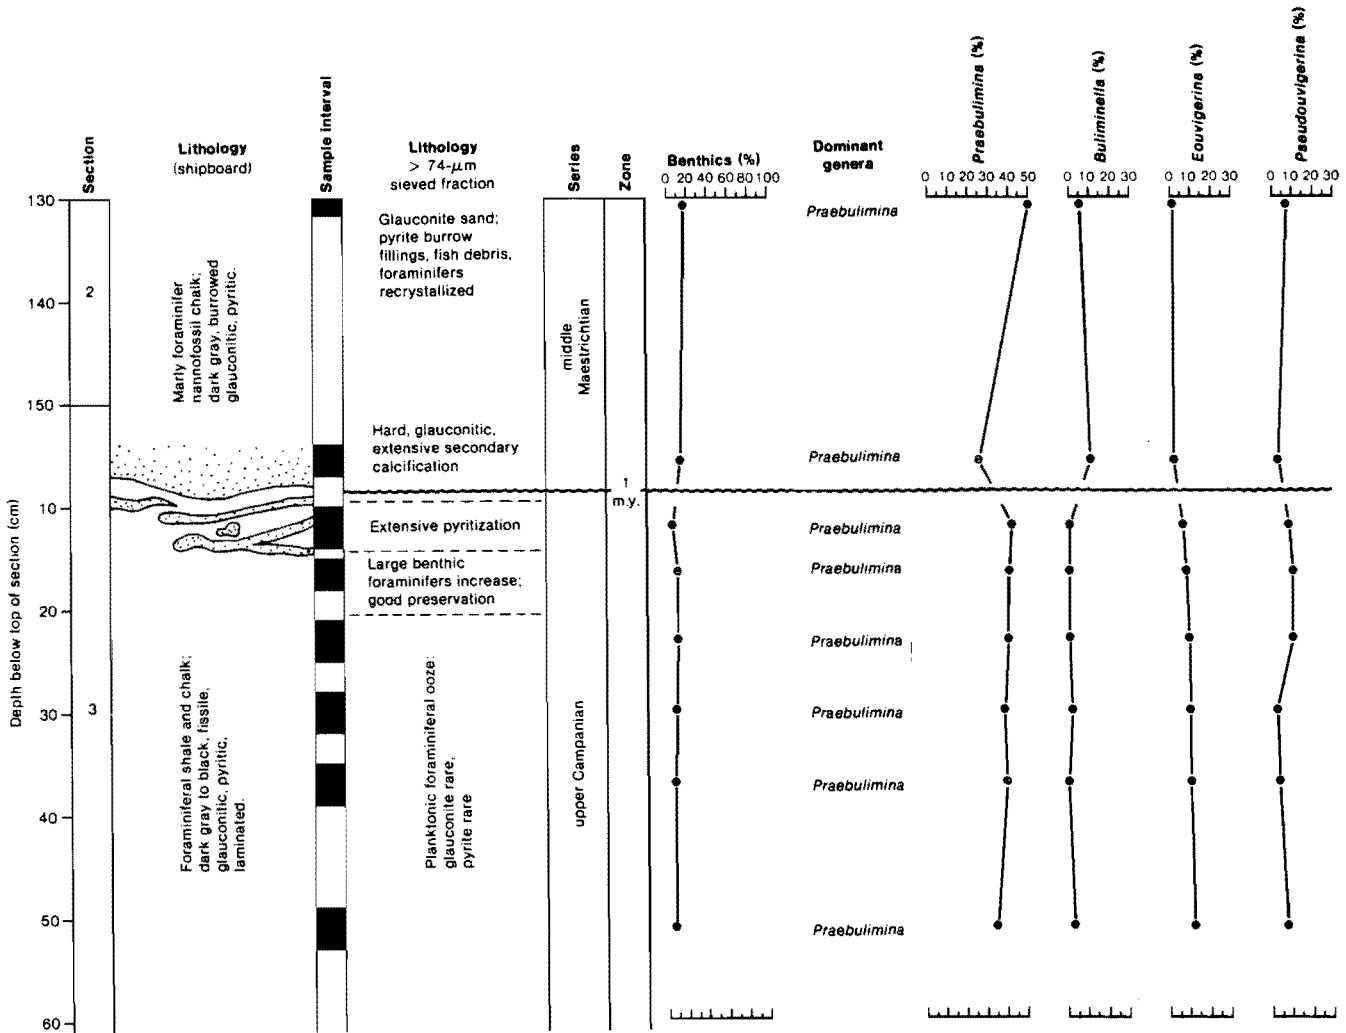 Section
Lithology
(shipboard)
Sample interval
Lithology
> 74-μm
sieved fraction
Series
Zone
Benthics (%)
0 20 40 60 80 100
Dominant
genera
Praebulimina (%)
0 10 20 30 40 50
Buliminella (%)
0 10 20 30
Eouvigerina (%)
0 10 20 30
Pseudouvigerina (%)
0 10 20 30
Depth below top of section (cm)
130
140
150
10
20
30
40
50
60
2
3
Marly foraminifer
nannofossil chalk;
dark gray, burrowed
glauconitic, pyritic.
Foraminiferal shale and chalk;
dark gray to black, fissile,
glauconitic, pyritic,
laminated.
Glauconite sand;
pyrite burrow
fillings, fish debris,
foraminifers
recrystallized
Hard, glauconitic,
extensive secondary
calcification
Extensive pyritization
Large benthic
foraminifers increase;
good preservation
Planktonic foraminiferal ooze:
glauconite rare,
pyrite rare
middle
Maestrichtian
upper Campanian
1
m.y.
Praebulimina
Praebulimina
Praebulimina
Praebulimina
Praebulimina
Praebulimina
Praebulimina
Praebulimina